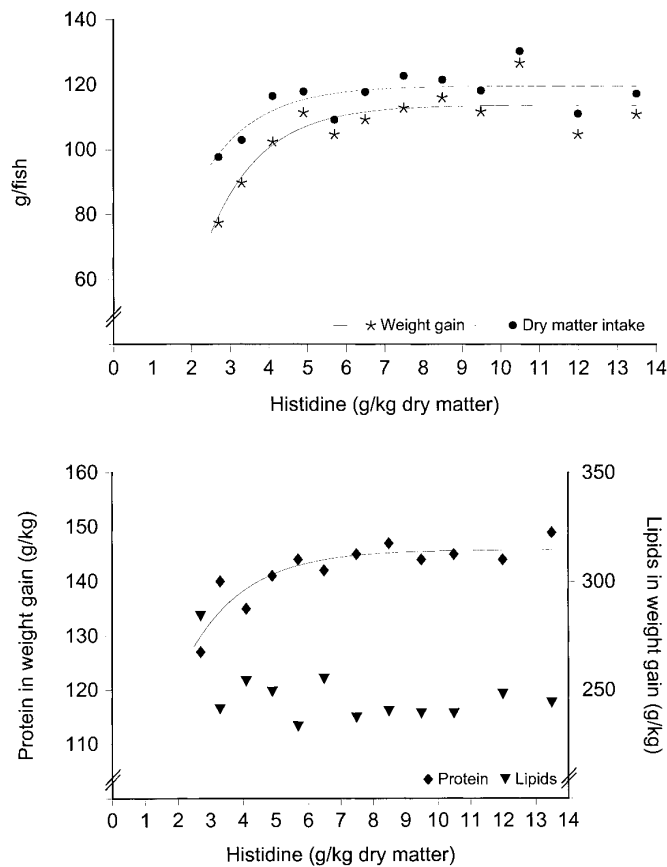 120
100
80
60
g/fish
Weight gain Dry matter intake
0 1 2 3 4 5 6 7 8 9 10 11 12 13 14
Histidine (g/kg dry matter)
160
150
140
130
120
110
Protein in weight gain (g/kg)
350
300
250
Lipids in weight gain (g/kg)
Protein Lipids
0 1 2 3 4 5 6 7 8 9 10 11 12 13 14
Histidine (g/kg dry matter)